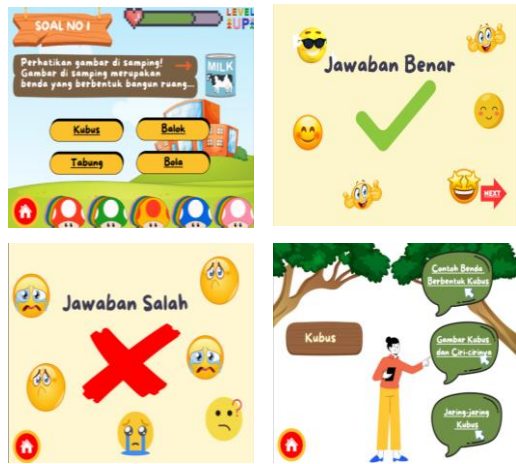 SOAL NO 1
LEVEL
UP
Perhatikan gambar di samping!
Gambar di samping merupakan
benda yang berbentuk bangun ruang...
MILK
Kubus
Balok
Tabung
Bola
Jawaban Benar
NEXT
Jawaban Salah
Kubus
Contoh Benda
Berbentuk Kubus
Gambar Kubus
dan Ciri-cirinya
Jaring-jaring
Kubus